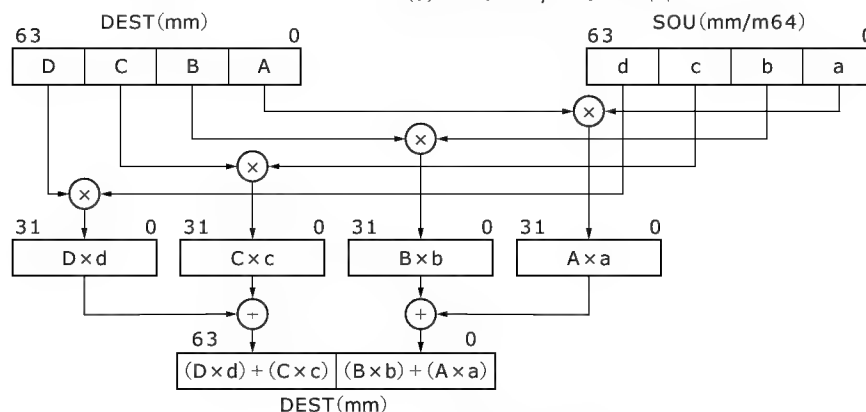 DEST(mm) SOU(mm/m64)
63 0 63 0
D C B A d c b a
×
×
×
×
31 0 31 0 31 0 31 0
D×d C×c B×b A×a
+ +
63 0
(D×d)+(C×c) (B×b)+(A×a)
DEST(mm)